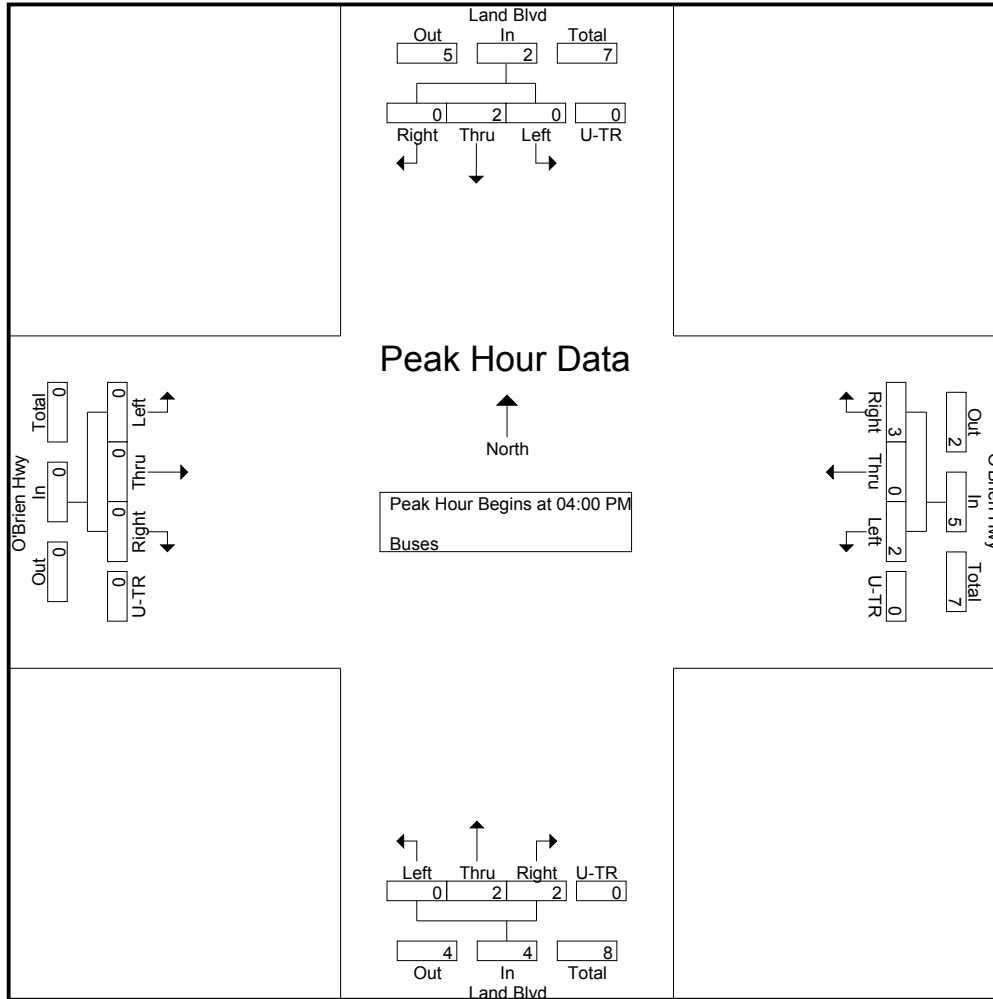 Land Blvd
Out In Total
5 2 7
0 2 0 0
Right Thru Left U-TR
Peak Hour Data
North
Peak Hour Begins at 04:00 PM
Buses
O'Brien Hwy
Total In Out
0 0 0
0 0 0 0
Left Thru Right U-TR
Right Thru Left U-TR
3 0 2 0
2 5 7
Out In Total
O'Brien Hwy
Left Thru Right U-TR
0 2 2 0
4 4 8
Out In Total
Land Blvd